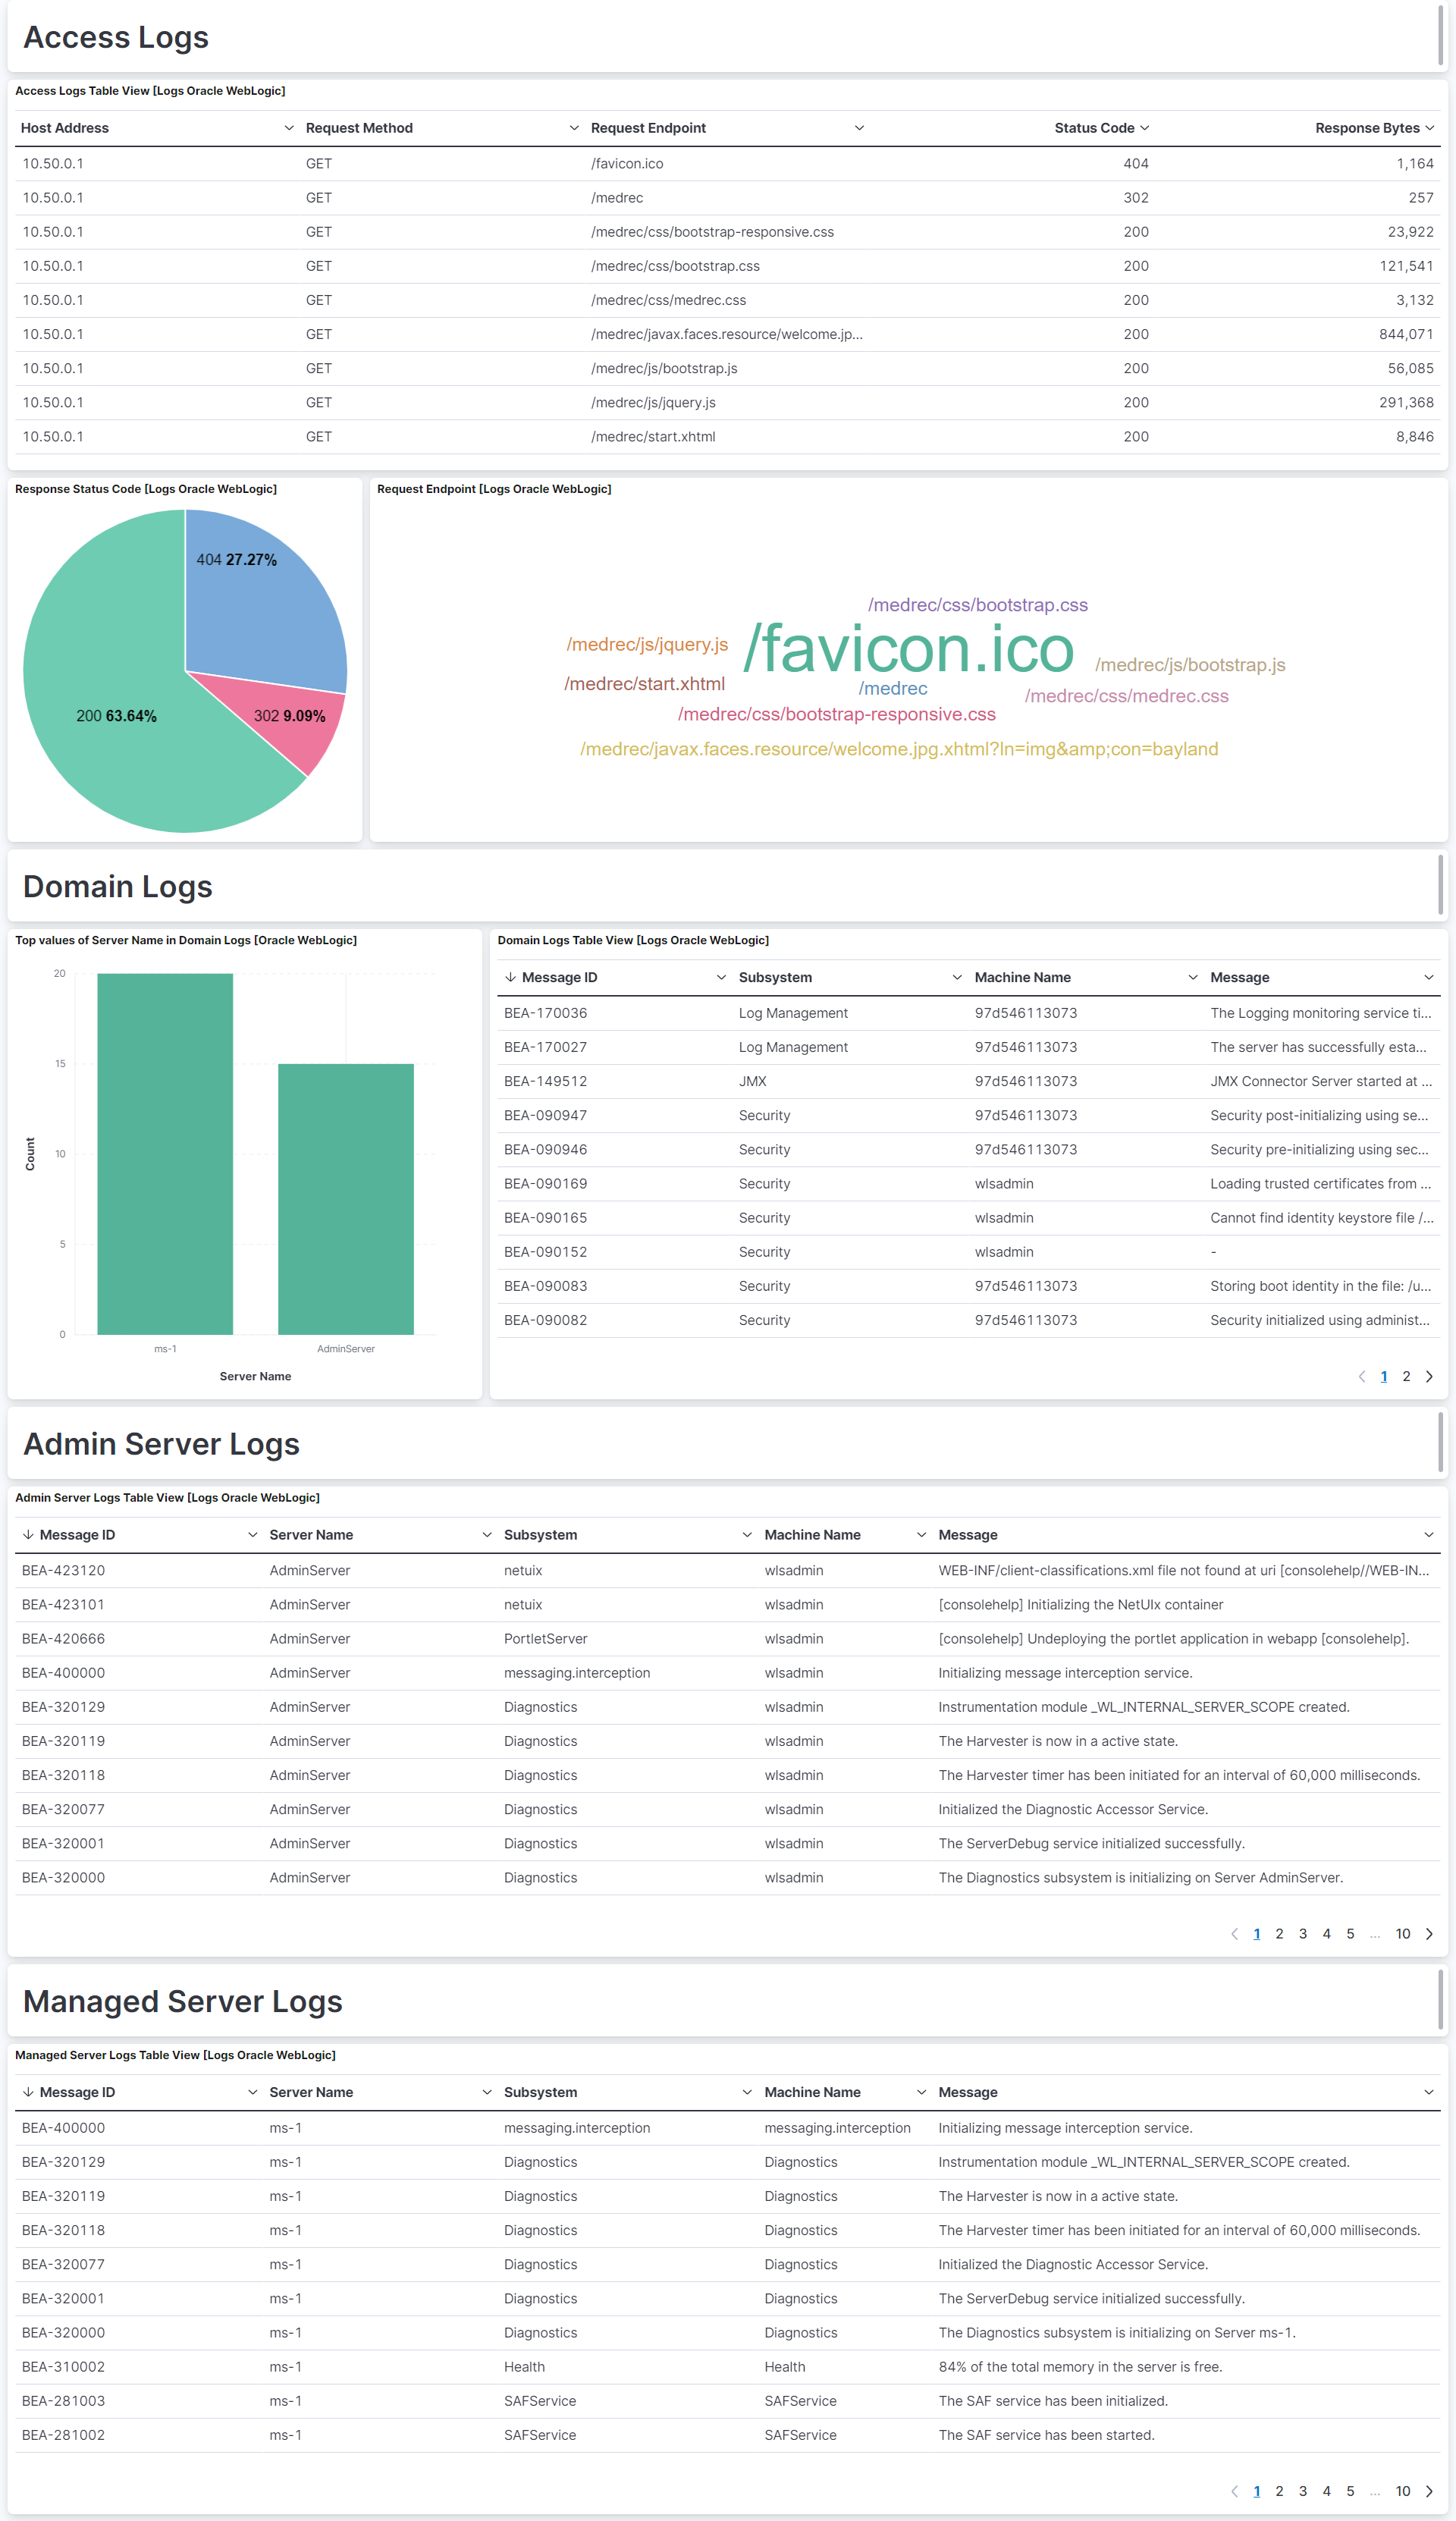 Access Logs
Access Logs Table View [Logs Oracle WebLogic]
Host Address Request Method Request Endpoint Status Code Response Bytes
10.50.0.1 GET /favicon.ico 404 1,164
10.50.0.1 GET /medrec 302 257
10.50.0.1 GET /medrec/css/bootstrap-responsive.css 200 23,922
10.50.0.1 GET /medrec/css/bootstrap.css 200 121,541
10.50.0.1 GET /medrec/css/medrec.css 200 3,132
10.50.0.1 GET /medrec/javax.faces.resource/welcome.jp... 200 844,071
10.50.0.1 GET /medrec/js/bootstrap.js 200 56,085
10.50.0.1 GET /medrec/js/jquery.js 200 291,368
10.50.0.1 GET /medrec/start.xhtml 200 8,846
Response Status Code [Logs Oracle WebLogic]
404 27.27%
302 9.09%
200 63.64%
Request Endpoint [Logs Oracle WebLogic]
/medrec/css/bootstrap.css
/medrec/js/jquery.js
/favicon.ico
/medrec/js/bootstrap.js
/medrec/start.xhtml
/medrec
/medrec/css/medrec.css
/medrec/css/bootstrap-responsive.css
/medrec/javax.faces.resource/welcome.jpg.xhtml?ln=img&amp;con=bayland
Domain Logs
Top values of Server Name in Domain Logs [Oracle WebLogic]
20
15
10
5
0
Count
ms-1 AdminServer
Server Name
Domain Logs Table View [Logs Oracle WebLogic]
Message ID Subsystem Machine Name Message
BEA-170036 Log Management 97d546113073 The Logging monitoring service ti...
BEA-170027 Log Management 97d546113073 The server has successfully esta...
BEA-149512 JMX 97d546113073 JMX Connector Server started at ...
BEA-090947 Security 97d546113073 Security post-initializing using se...
BEA-090946 Security 97d546113073 Security pre-initializing using sec...
BEA-090169 Security wlsadmin Loading trusted certificates from ...
BEA-090165 Security wlsadmin Cannot find identity keystore file /...
BEA-090152 Security wlsadmin -
BEA-090083 Security 97d546113073 Storing boot identity in the file: /u...
BEA-090082 Security 97d546113073 Security initialized using administ...
1 2
Admin Server Logs
Admin Server Logs Table View [Logs Oracle WebLogic]
Message ID Server Name Subsystem Machine Name Message
BEA-423120 AdminServer netuix wlsadmin WEB-INF/client-classifications.xml file not found at uri [consolehelp//WEB-IN...
BEA-423101 AdminServer netuix wlsadmin [consolehelp] Initializing the NetUIx container
BEA-420666 AdminServer PortletServer wlsadmin [consolehelp] Undeploying the portlet application in webapp [consolehelp].
BEA-400000 AdminServer messaging.interception wlsadmin Initializing message interception service.
BEA-320129 AdminServer Diagnostics wlsadmin Instrumentation module _WL_INTERNAL_SERVER_SCOPE created.
BEA-320119 AdminServer Diagnostics wlsadmin The Harvester is now in a active state.
BEA-320118 AdminServer Diagnostics wlsadmin The Harvester timer has been initiated for an interval of 60,000 milliseconds.
BEA-320077 AdminServer Diagnostics wlsadmin Initialized the Diagnostic Accessor Service.
BEA-320001 AdminServer Diagnostics wlsadmin The ServerDebug service initialized successfully.
BEA-320000 AdminServer Diagnostics wlsadmin The Diagnostics subsystem is initializing on Server AdminServer.
1 2 3 4 5 ... 10
Managed Server Logs
Managed Server Logs Table View [Logs Oracle WebLogic]
Message ID Server Name Subsystem Machine Name Message
BEA-400000 ms-1 messaging.interception messaging.interception Initializing message interception service.
BEA-320129 ms-1 Diagnostics Diagnostics Instrumentation module _WL_INTERNAL_SERVER_SCOPE created.
BEA-320119 ms-1 Diagnostics Diagnostics The Harvester is now in a active state.
BEA-320118 ms-1 Diagnostics Diagnostics The Harvester timer has been initiated for an interval of 60,000 milliseconds.
BEA-320077 ms-1 Diagnostics Diagnostics Initialized the Diagnostic Accessor Service.
BEA-320001 ms-1 Diagnostics Diagnostics The ServerDebug service initialized successfully.
BEA-320000 ms-1 Diagnostics Diagnostics The Diagnostics subsystem is initializing on Server ms-1.
BEA-310002 ms-1 Health Health 84% of the total memory in the server is free.
BEA-281003 ms-1 SAFService SAFService The SAF service has been initialized.
BEA-281002 ms-1 SAFService SAFService The SAF service has been started.
1 2 3 4 5 ... 10